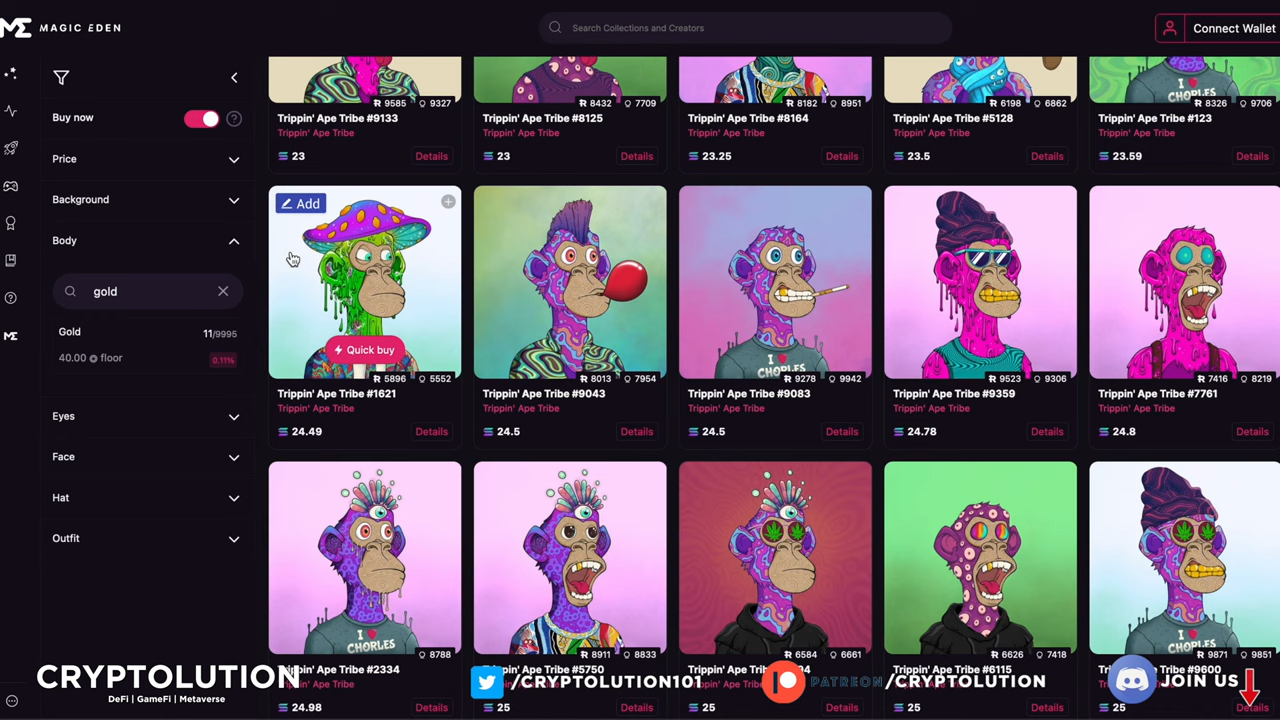 MAGIC EDEN
Search Collections and Creators
Connect Wallet
Buy now
Price
Background
Body
gold
Gold 11/9995
40.00 floor 0.11%
Eyes
Face
Hat
Outfit
9585 9327
8432 7709
8182 8951
6198 6862
8326 9706
Trippin' Ape Tribe #9133
Trippin' Ape Tribe #8125
Trippin' Ape Tribe #8164
Trippin' Ape Tribe #5128
Trippin' Ape Tribe #123
Trippin' Ape Tribe
Trippin' Ape Tribe
Trippin' Ape Tribe
Trippin' Ape Tribe
Trippin' Ape Tribe
23 Details
23 Details
23.25 Details
23.5 Details
23.59 Details
I ♥ CHORLES
Add
Quick buy
I ♥ CHORLES
5896 5552
8013 7954
9278 9942
9523 9306
7416 8219
Trippin' Ape Tribe #1621
Trippin' Ape Tribe #9043
Trippin' Ape Tribe #9083
Trippin' Ape Tribe #9359
Trippin' Ape Tribe #7761
Trippin' Ape Tribe
Trippin' Ape Tribe
Trippin' Ape Tribe
Trippin' Ape Tribe
Trippin' Ape Tribe
24.49 Details
24.5 Details
24.5 Details
24.78 Details
24.8 Details
I ♥ CHORLES
I ♥ CHORLES
8788
8911 8833
6584 6661
6626 7418
9871 9851
Trippin' Ape Tribe #2334
Trippin' Ape Tribe #5750
Trippin' Ape Tribe #6115
Trippin' Ape Tribe #9600
24.98 Details
25 Details
25
25
25 Details
CRYPTOLUTION
DeFi | GameFi | Metaverse
/CRYPTOLUTION101
PATREON/CRYPTOLUTION
JOIN US